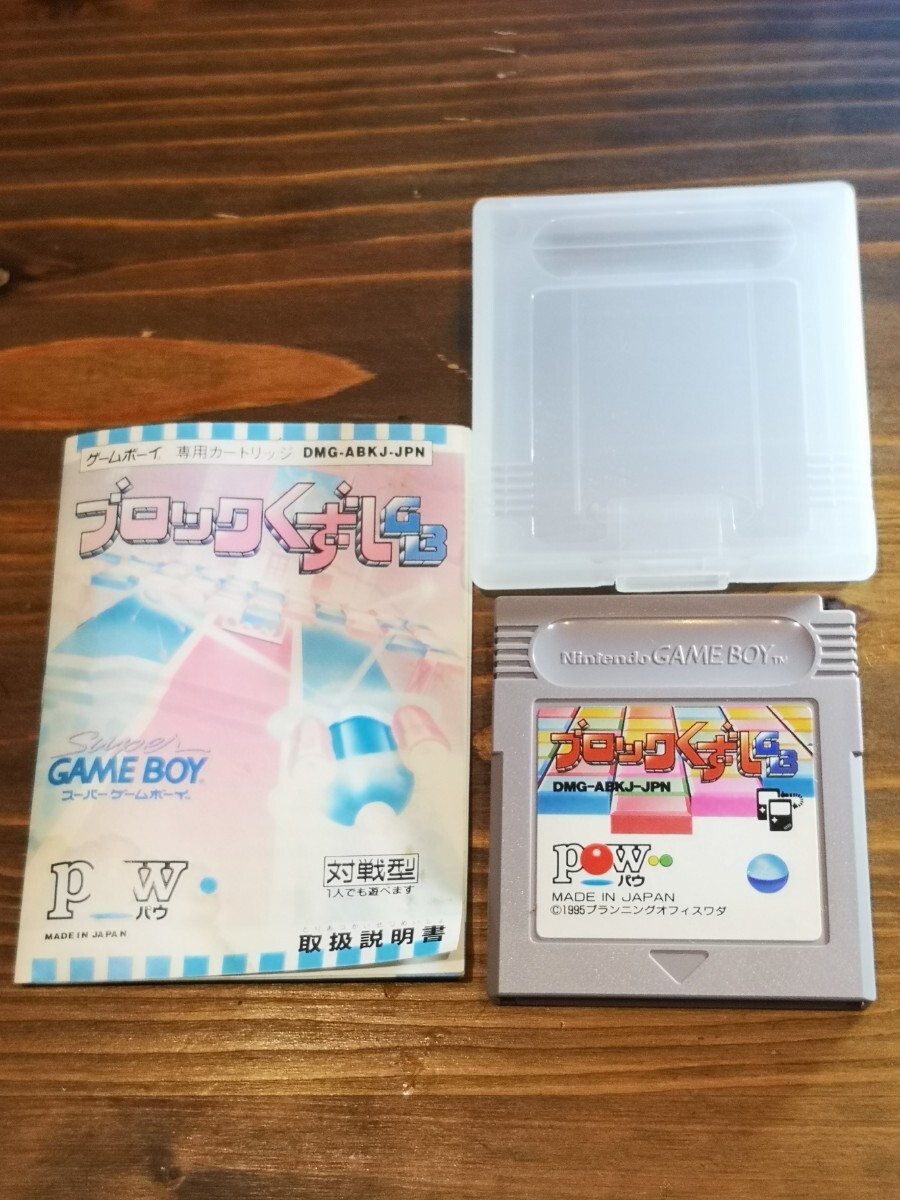 ゲームボーイ 専用カートリッジ DMG-ABKJ-JPN
ブロックくずしGB
Super
GAME BOY
スーパーゲームボーイ
対戦型
1人でも遊べます
p w
パウ
MADE IN JAPAN
取扱説明書
Nintendo GAME BOY TM
ブロックくずしGB
DMG-ABKJ-JPN
pow
パウ
MADE IN JAPAN
©1995プランニングオフィスワダ